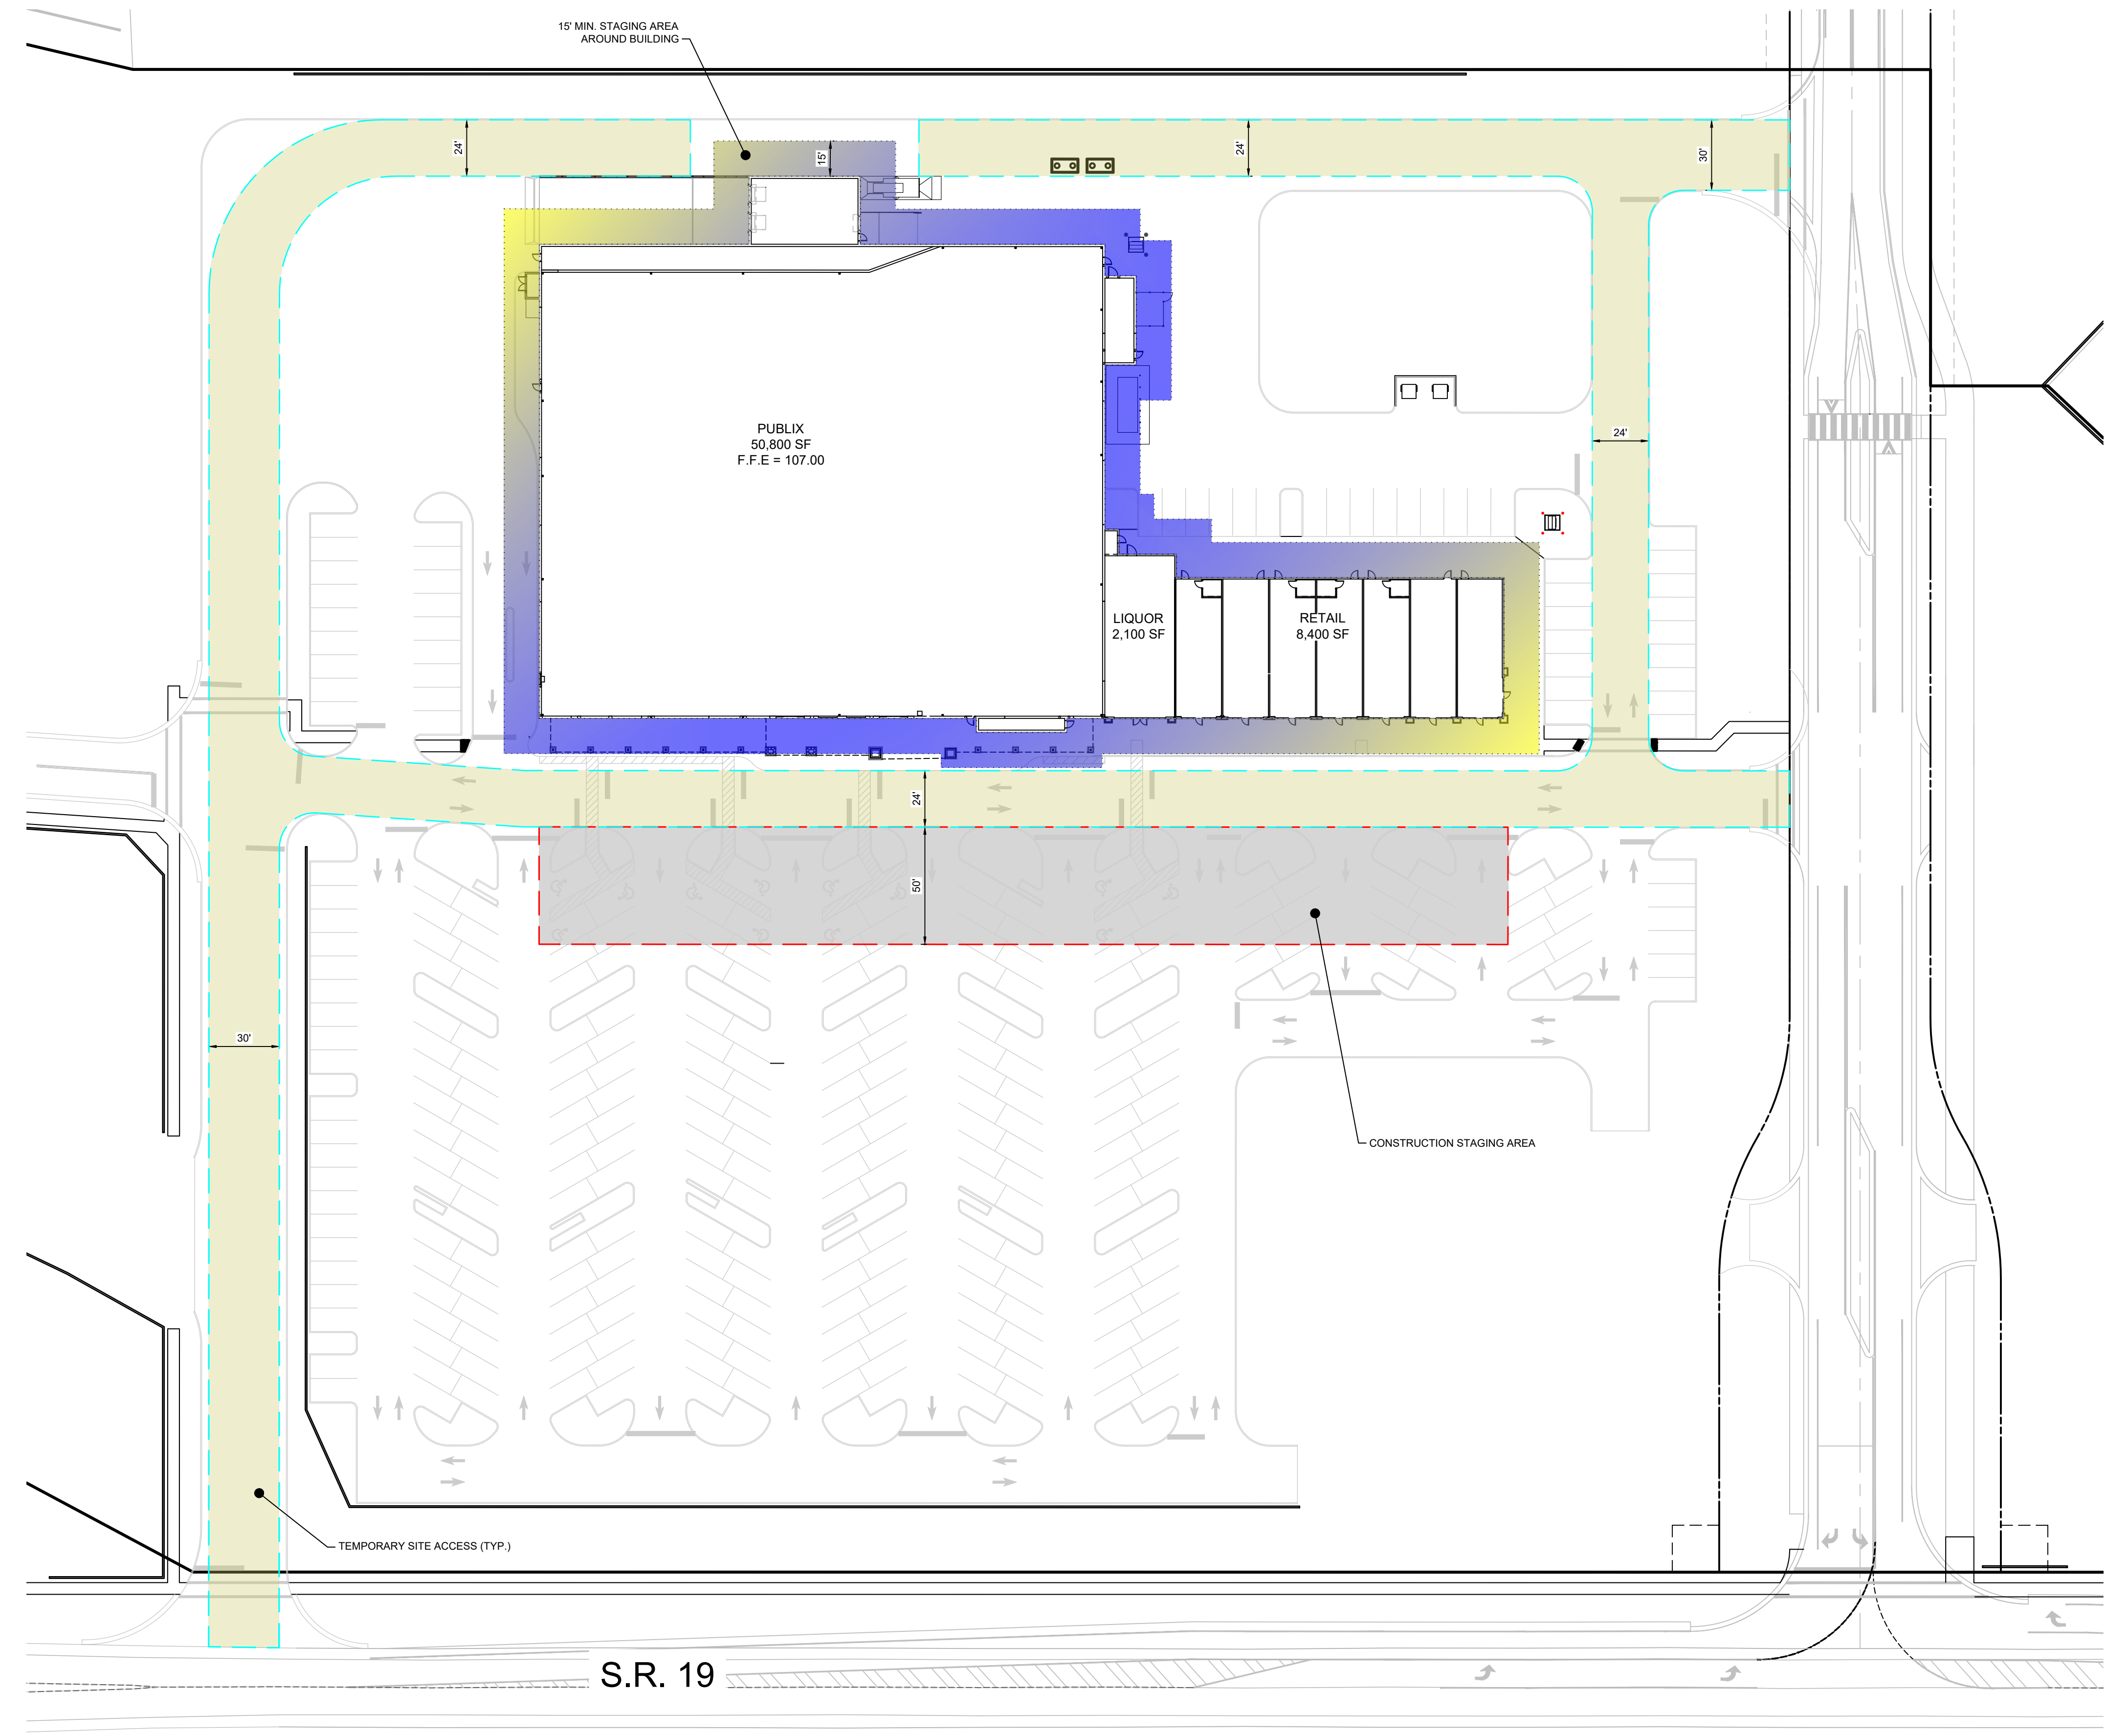 15' MIN. STAGING AREA
AROUND BUILDING
24'
15'
24'
30'
PUBLIX
50,800 SF
F.F.E = 107.00
24'
LIQUOR
2,100 SF
RETAIL
8,400 SF
24'
50'
30'
CONSTRUCTION STAGING AREA
TEMPORARY SITE ACCESS (TYP.)
S.R. 19